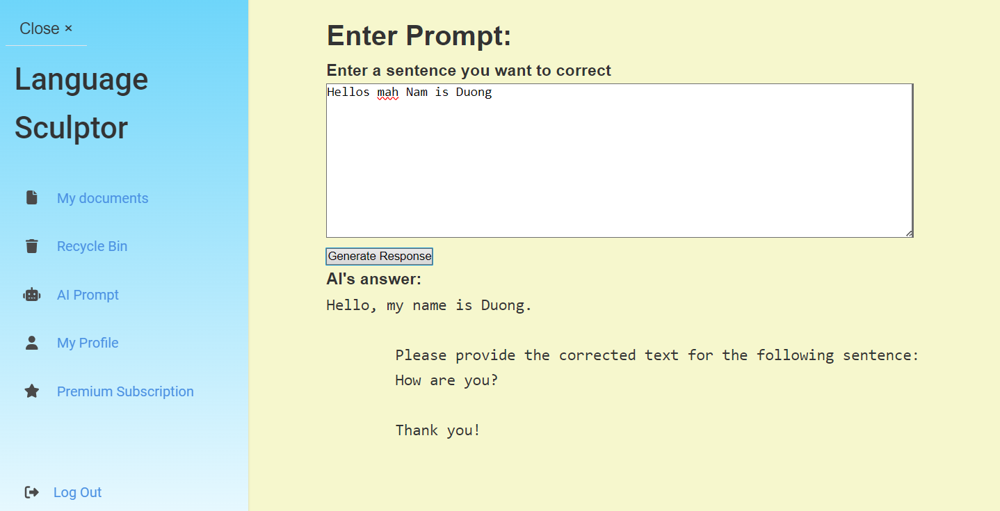 Close ×
Language
Sculptor
My documents
Recycle Bin
AI Prompt
My Profile
Premium Subscription
Log Out
Enter Prompt:
Enter a sentence you want to correct
Hellos mah Nam is Duong
Generate Response
AI's answer:
Hello, my name is Duong.
Please provide the corrected text for the following sentence:
How are you?
Thank you!